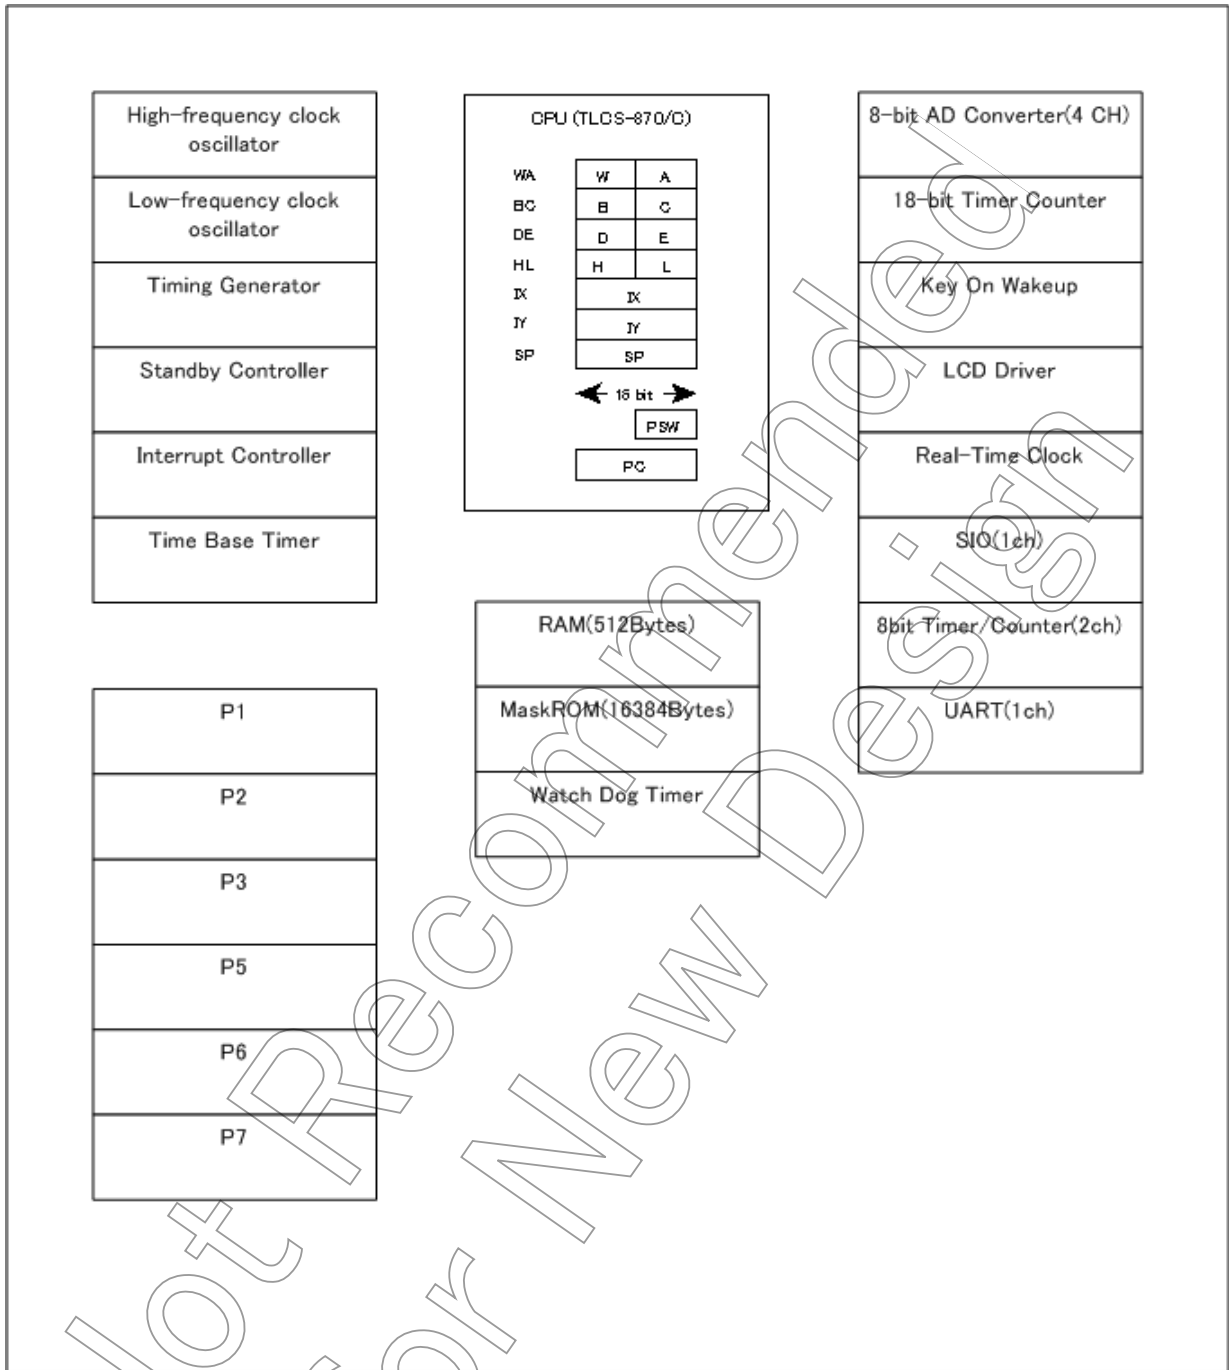 High-frequency clock
oscillator
Low-frequency clock
oscillator
Timing Generator
Standby Controller
Interrupt Controller
Time Base Timer
P1
P2
P3
P5
P6
P7
CPU (TLCS-870/C)
WA W A
BC B C
DE D E
HL H L
IX IX
IY IY
SP SP
16 bit
PSW
PC
RAM(512Bytes)
MaskROM(16384Bytes)
Watch Dog Timer
8-bit AD Converter(4 CH)
18-bit Timer Counter
Key On Wakeup
LCD Driver
Real-Time Clock
SIO(1ch)
8bit Timer/Counter(2ch)
UART(1ch)
Not Recommended
for New Design